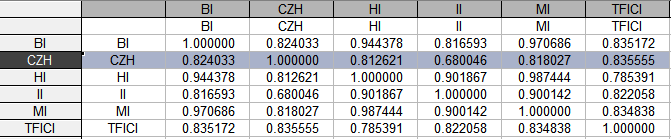 BI CZH HI II MI TFICI
BI CZH HI II MI TFICI
BI BI 1.000000 0.824033 0.944378 0.816593 0.970686 0.835172
CZH CZH 0.824033 1.000000 0.812621 0.680046 0.818027 0.835555
HI HI 0.944378 0.812621 1.000000 0.901867 0.987444 0.785391
II II 0.816593 0.680046 0.901867 1.000000 0.900142 0.822058
MI MI 0.970686 0.818027 0.987444 0.900142 1.000000 0.834838
TFICI TFICI 0.835172 0.835555 0.785391 0.822058 0.834838 1.000000